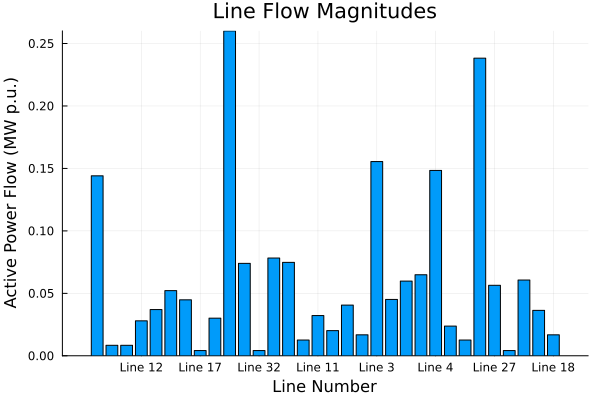 Line Flow Magnitudes
Active Power Flow (MW p.u.)
0.25
0.20
0.15
0.10
0.05
0.00
Line 12 Line 17 Line 32 Line 11 Line 3 Line 4 Line 27 Line 18
Line Number